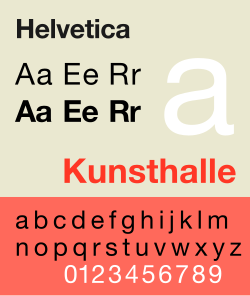 Helvetica
Aa Ee Rr
a
Aa Ee Rr
Kunsthalle
abcdefghijklm
nopqrstuvwxyz
0123456789